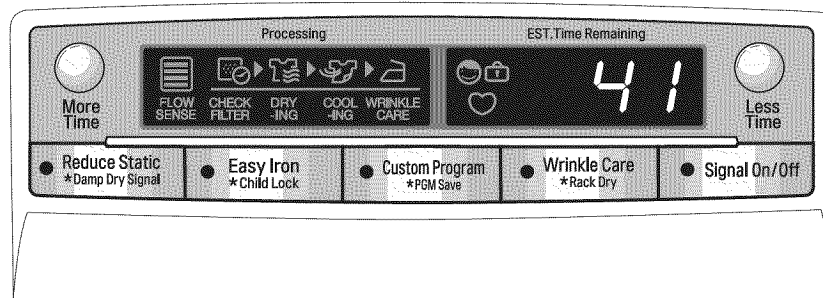 Processing
EST.Time Remaining
FLOW
SENSE
CHECK
FILTER
DRY
-ING
COOL
-ING
WRINKLE
CARE
41
More
Time
Less
Time
Reduce Static
*Damp Dry Signal
Easy Iron
*Child Lock
Custom Program
*PGM Save
Wrinkle Care
*Rack Dry
Signal On/Off